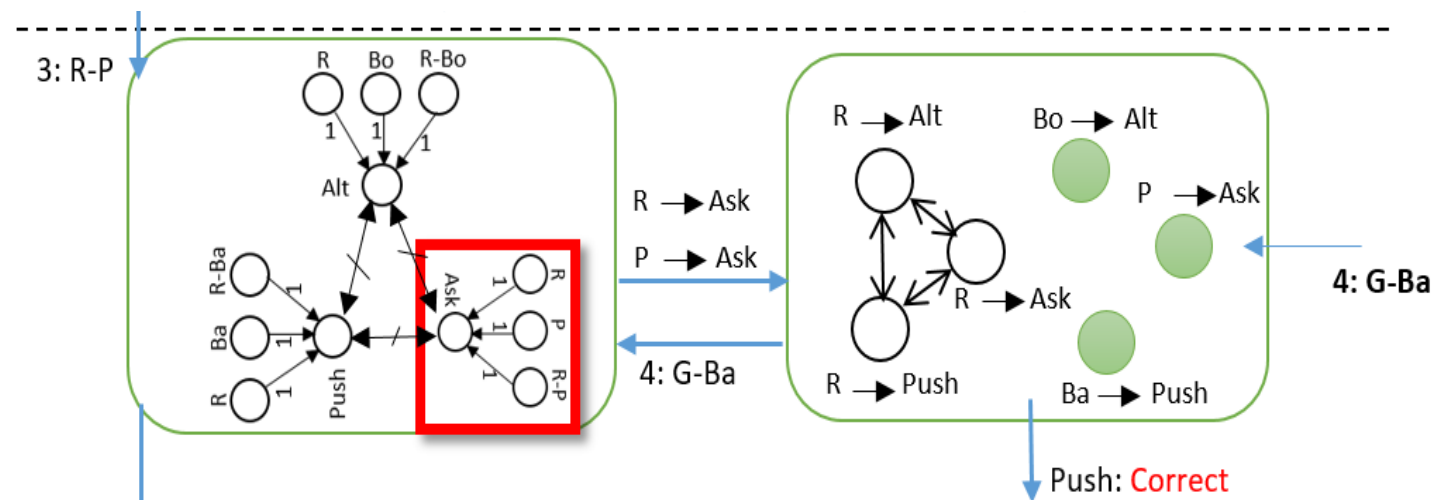 3: R-P
R Bo R-Bo
1 1 1
Alt
R-Ba
1
Ba
1
R
1
Push
Ask
R
1
P
1
R-P
1
R → Ask
P → Ask
4: G-Ba
R → Alt
Bo → Alt
P → Ask
R → Ask
R → Push
Ba → Push
4: G-Ba
Push: Correct